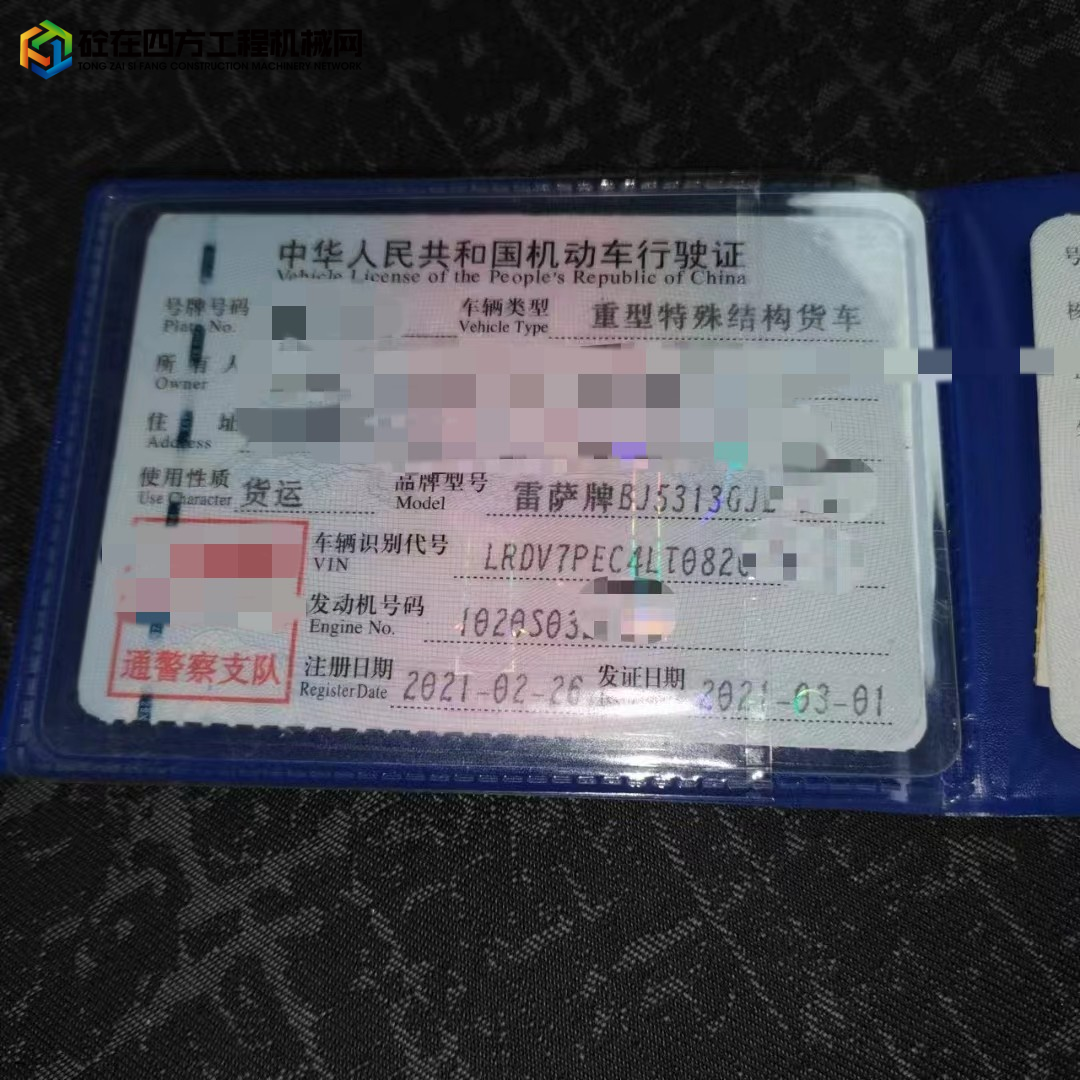 砼在四方工程机械网
TONG ZAI SI FANG CONSTRUCTION MACHINERY NETWORK
中华人民共和国机动车行驶证
Vehicle License of the People's Republic of China
号牌号码 车辆类型 重型特殊结构货车
Plate No. Vehicle Type
所有人
Owner
住址
Address
使用性质 货运 品牌型号 雷萨牌BJ5313GJ
Use Character Model
车辆识别代号 LRDV7PEC4LT082
VIN
发动机号码 1020S03
Engine No.
通警察支队
注册日期 2021-02-26 发证日期 2021-03-01
Register Date
号